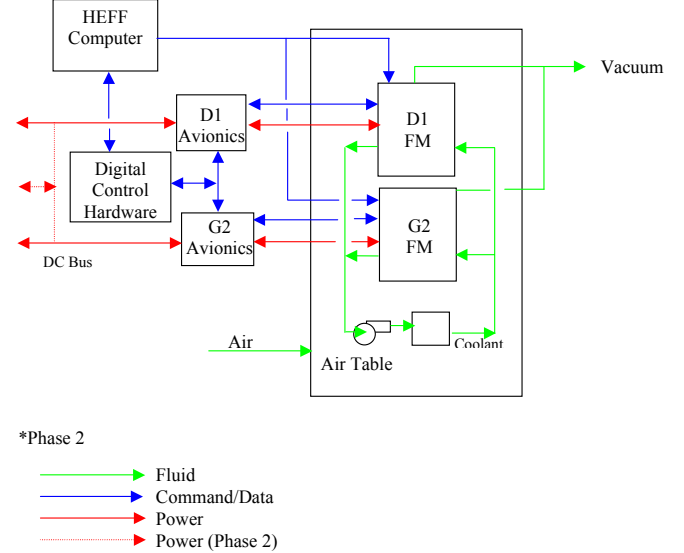 HEFF
Computer
Vacuum
D1
Avionics
D1
FM
Digital
Control
Hardware
G2
Avionics
G2
FM
DC Bus
Air
Coolant
Air Table
*Phase 2
Fluid
Command/Data
Power
Power (Phase 2)